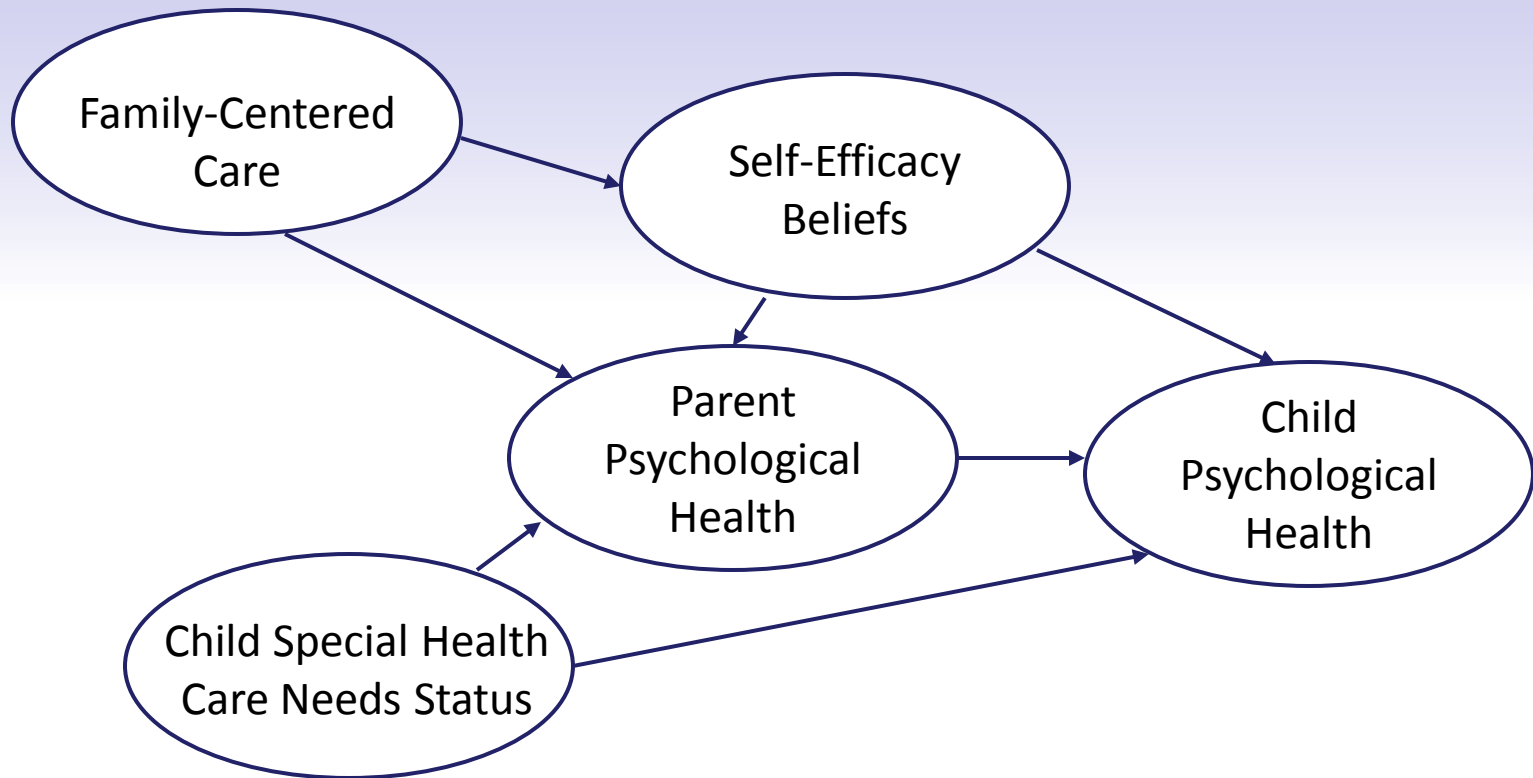 Family-Centered
Care
Self-Efficacy
Beliefs
Parent
Psychological
Health
Child
Psychological
Health
Child Special Health
Care Needs Status